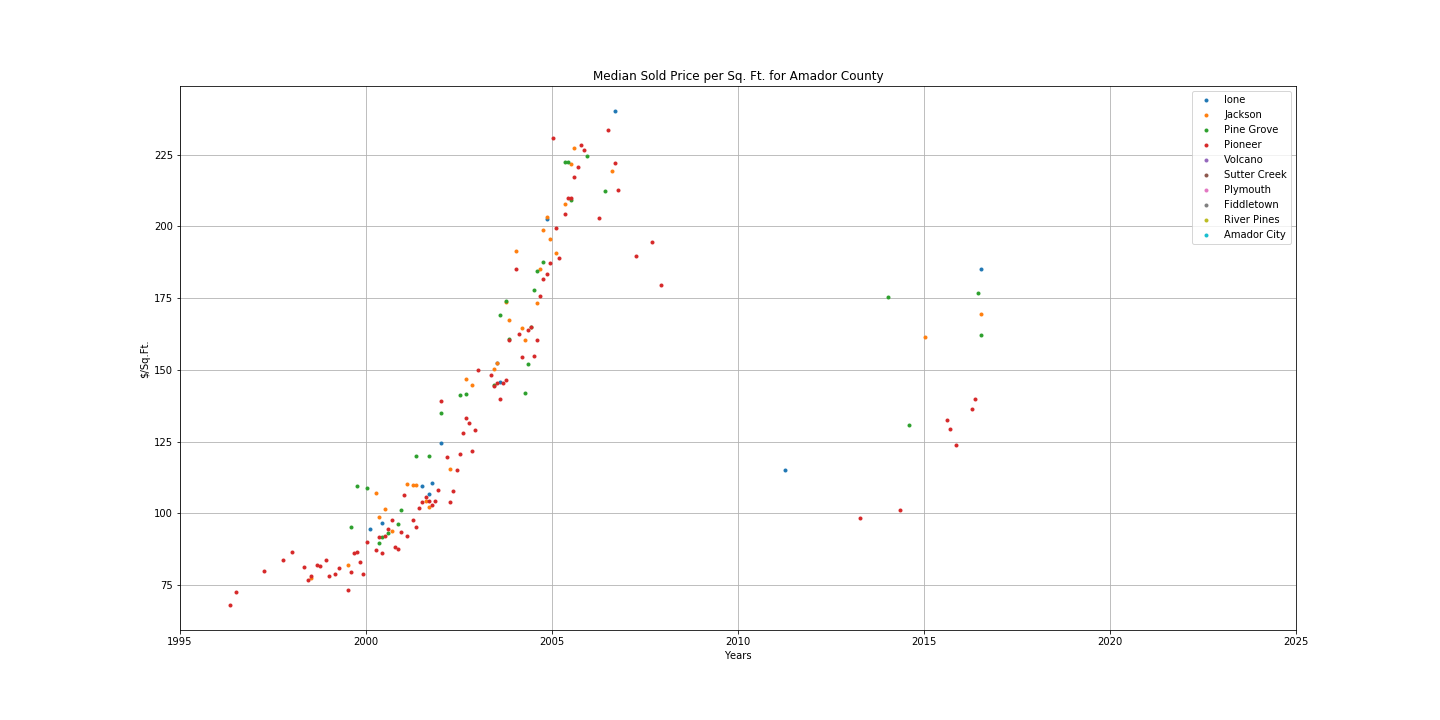 Median Sold Price per Sq. Ft. for Amador County
Ione
Jackson
Pine Grove
Pioneer
Volcano
Sutter Creek
Plymouth
Fiddletown
River Pines
Amador City
$/Sq.Ft.
225
200
175
150
125
100
75
1995 2000 2005 2010 2015 2020 2025
Years